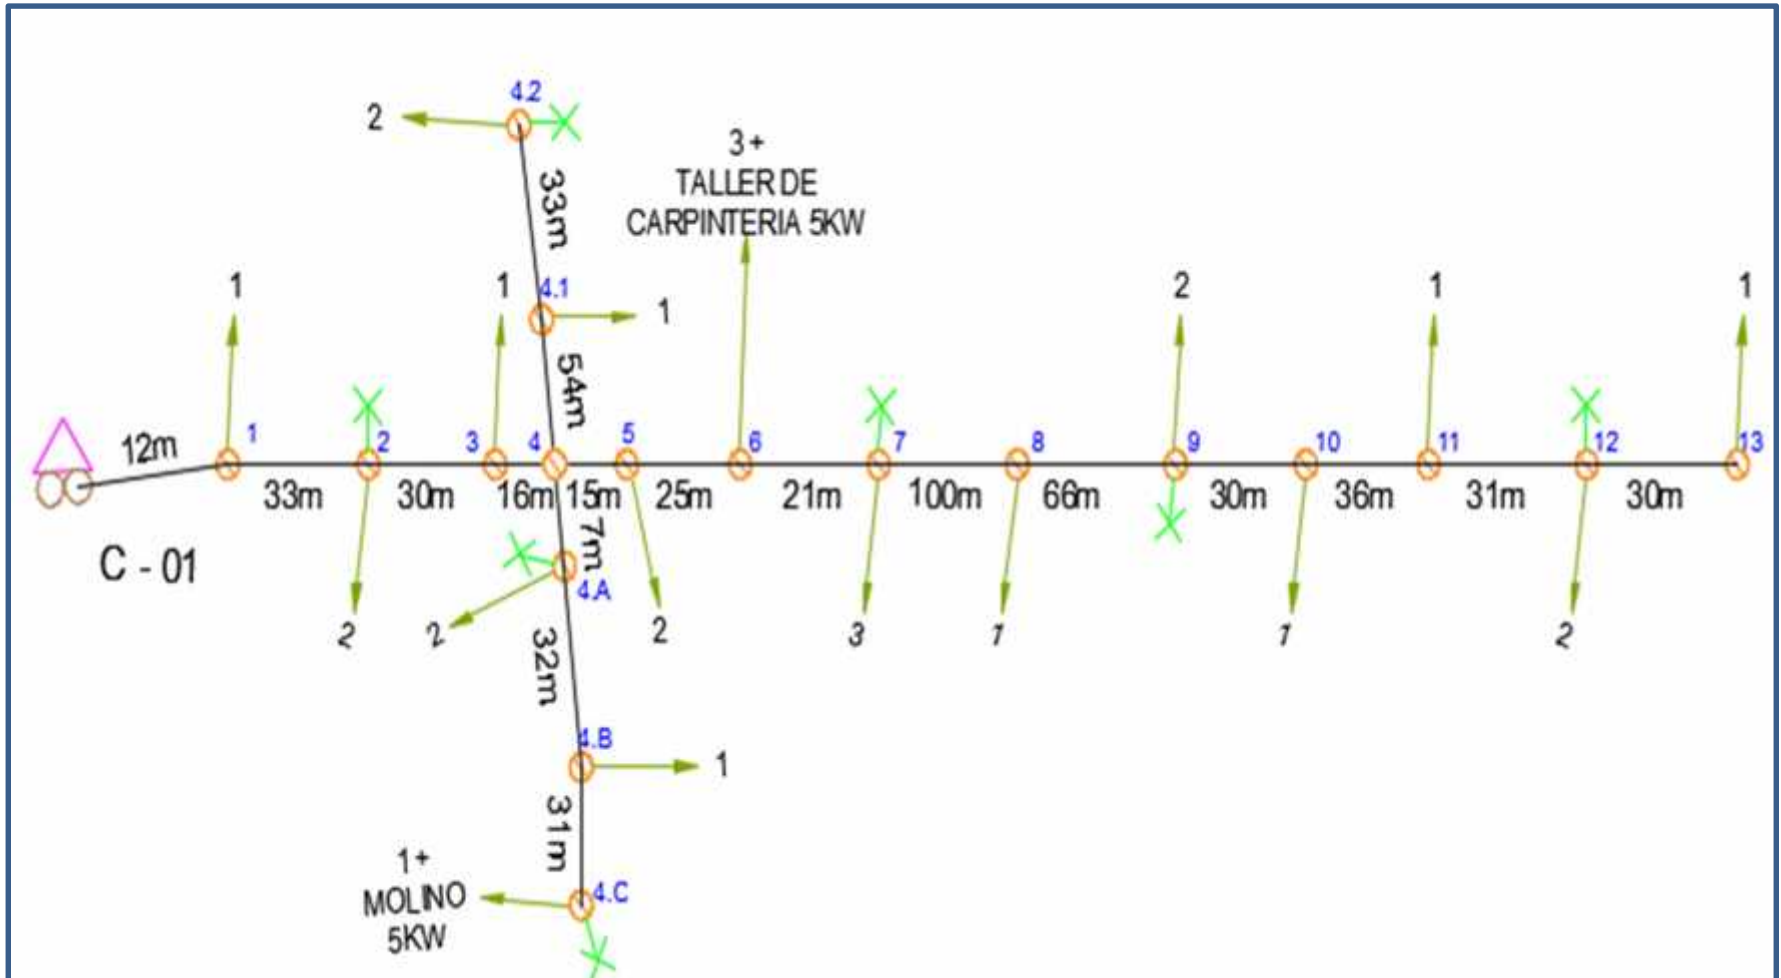 4.2
2
3+
TALLER DE
CARPINTERIA 5KW
33m
1
1
4.1
1
2
1
1
54m
12m
1
2
3
4
5
6
7
8
9
10
11
12
13
33m
30m
16m
15m
25m
21m
100m
66m
30m
36m
31m
30m
C - 01
7m
4.A
2
2
2
3
1
1
2
32m
4.B
1
31m
1+
MOLINO
5KW
4.C